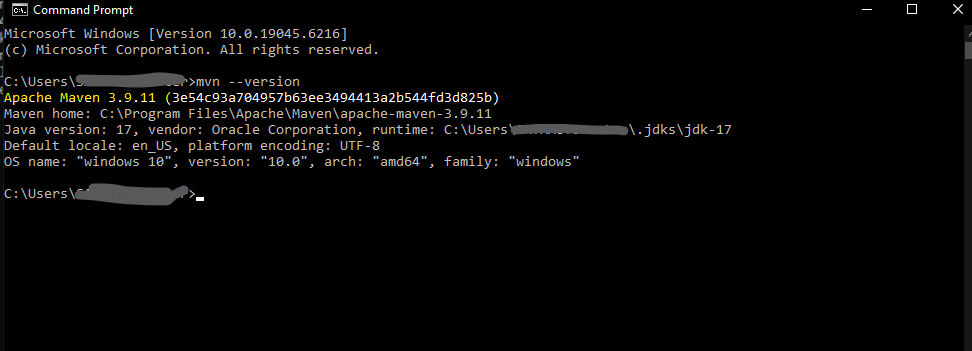 Command Prompt
Microsoft Windows [Version 10.0.19045.6216]
(c) Microsoft Corporation. All rights reserved.
C:\Users\ >mvn --version
Apache Maven 3.9.11 (3e54c93a704957b63ee3494413a2b544fd3d825b)
Maven home: C:\Program Files\Apache\Maven\apache-maven-3.9.11
Java version: 17, vendor: Oracle Corporation, runtime: C:\Users\ \.jdks\jdk-17
Default locale: en_US, platform encoding: UTF-8
OS name: "windows 10", version: "10.0", arch: "amd64", family: "windows"
C:\Users\ >